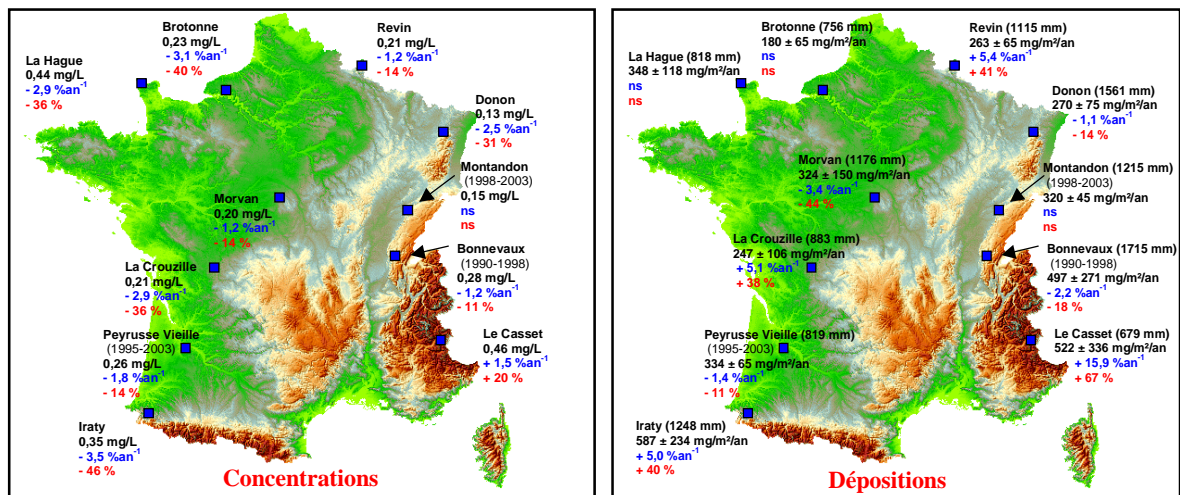 Brotonne
0,23 mg/L
- 3,1 %an⁻¹
- 40 %
Revin
0,21 mg/L
- 1,2 %an⁻¹
- 14 %
La Hague
0,44 mg/L
- 2,9 %an⁻¹
- 36 %
Donon
0,13 mg/L
- 2,5 %an⁻¹
- 31 %
Montandon
(1998-2003)
0,15 mg/L
ns
ns
Morvan
0,20 mg/L
- 1,2 %an⁻¹
- 14 %
Bonnevaux
(1990-1998)
0,28 mg/L
- 1,2 %an⁻¹
- 11 %
La Crouzille
0,21 mg/L
- 2,9 %an⁻¹
- 36 %
Le Casset
0,46 mg/L
+ 1,5 %an⁻¹
+ 20 %
Peyrusse Vieille
(1995-2003)
0,26 mg/L
- 1,8 %an⁻¹
- 14 %
Iraty
0,35 mg/L
- 3,5 %an⁻¹
- 46 %
Concentrations
Brotonne (756 mm)
180 ± 65 mg/m²/an
ns
ns
Revin (1115 mm)
263 ± 65 mg/m²/an
+ 5,4 %an⁻¹
+ 41 %
La Hague (818 mm)
348 ± 118 mg/m²/an
ns
ns
Donon (1561 mm)
270 ± 75 mg/m²/an
- 1,1 %an⁻¹
- 14 %
Morvan (1176 mm)
324 ± 150 mg/m²/an
- 3,4 %an⁻¹
- 44 %
Montandon (1215 mm)
(1998-2003)
320 ± 45 mg/m²/an
ns
ns
La Crouzille (883 mm)
247 ± 106 mg/m²/an
+ 5,1 %an⁻¹
+ 38 %
Bonnevaux (1715 mm)
(1990-1998)
497 ± 271 mg/m²/an
- 2,2 %an⁻¹
- 18 %
Peyrusse Vieille (819 mm)
(1995-2003)
334 ± 65 mg/m²/an
- 1,4 %an⁻¹
- 11 %
Le Casset (679 mm)
522 ± 336 mg/m²/an
+ 15,9 %an⁻¹
+ 67 %
Iraty (1248 mm)
587 ± 234 mg/m²/an
+ 5,0 %an⁻¹
+ 40 %
Dépositions